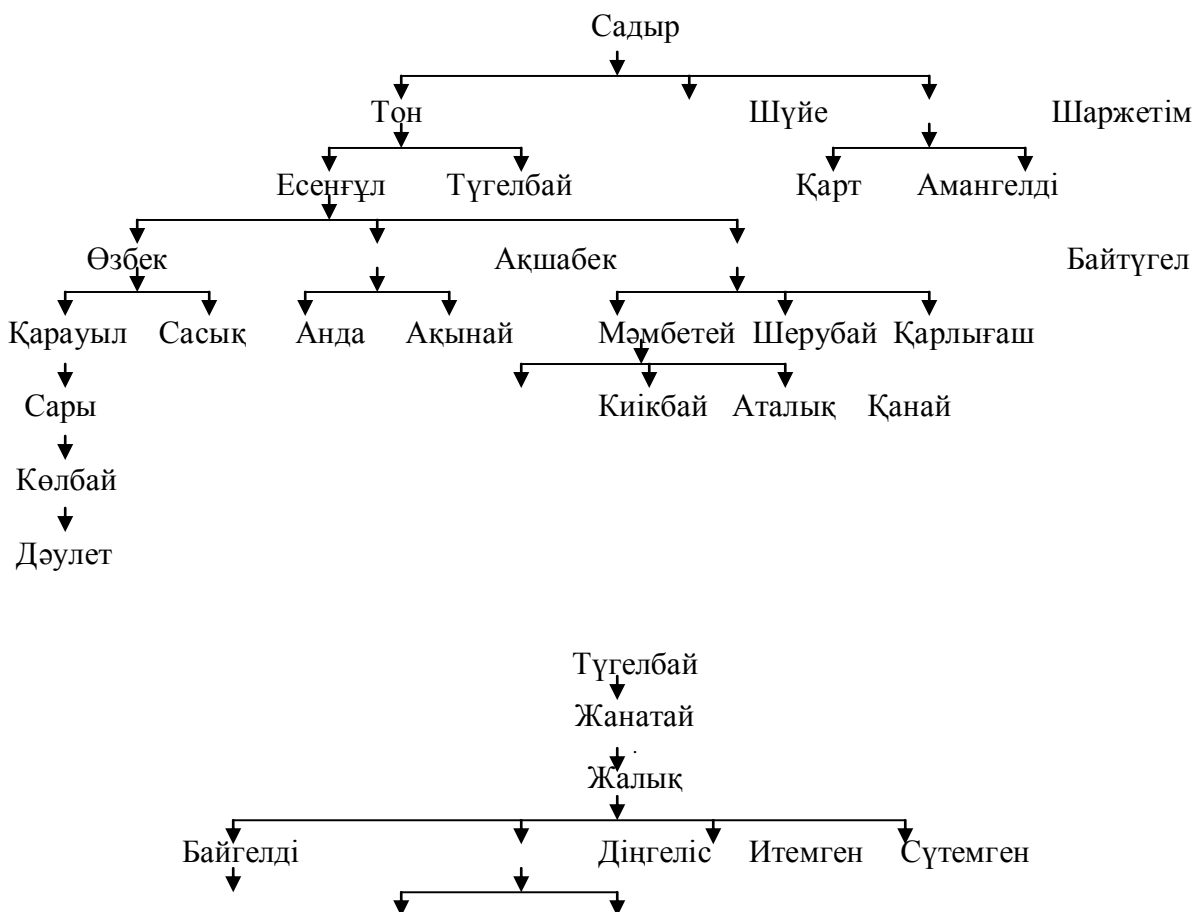 Садыр
Тон Шүйе Шаржетім
Есенғұл Түгелбай Қарт Амангелді
Өзбек Ақшабек Байтүгел
Қарауыл Сасық Анда Ақынай Мәмбетей Шерубай Қарлығаш
Сары Киікбай Аталық Қанай
Көлбай
Дәулет
Түгелбай
Жанатай
Жалық
Байгелді Діңгеліс Итемген Сүтемген